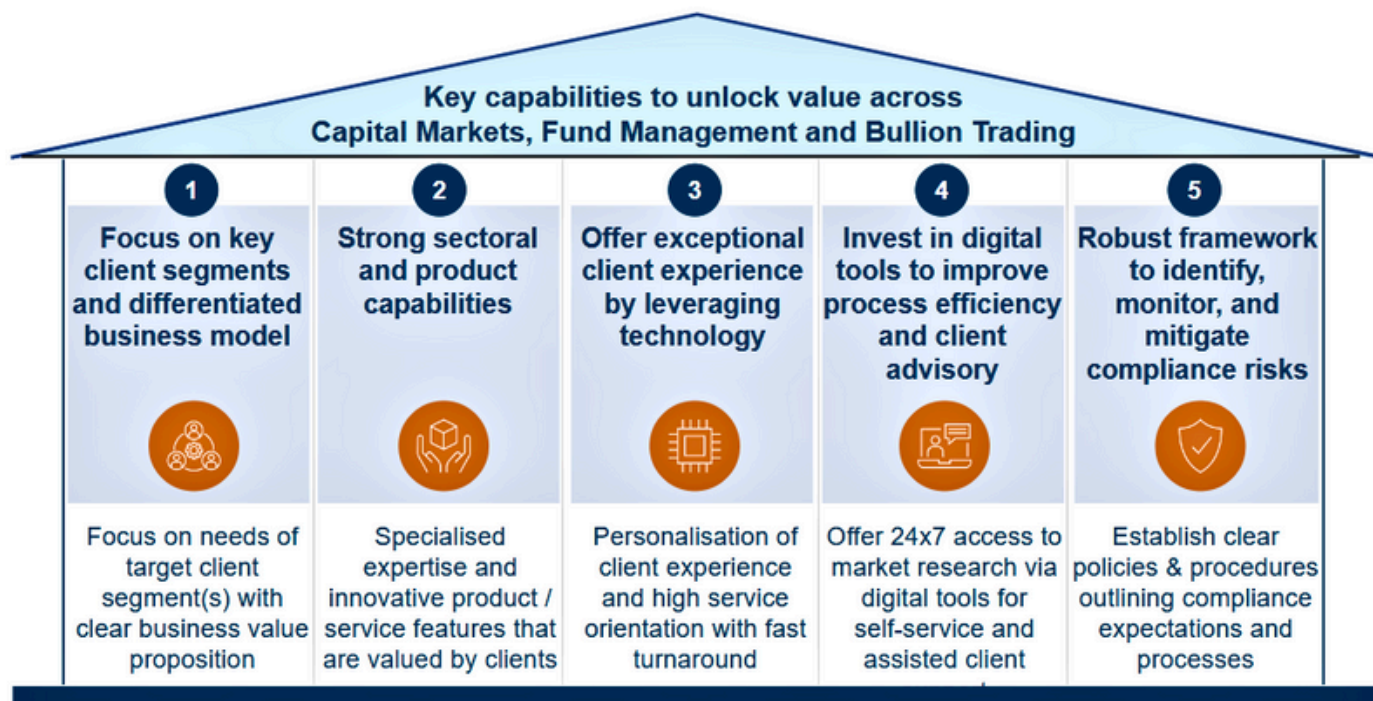 Key capabilities to unlock value across
Capital Markets, Fund Management and Bullion Trading
1
Focus on key
client segments
and differentiated
business model
Focus on needs of
target client
segment(s) with
clear business value
proposition
2
Strong sectoral
and product
capabilities
Specialised
expertise and
innovative product /
service features that
are valued by clients
3
Offer exceptional
client experience
by leveraging
technology
Personalisation of
client experience
and high service
orientation with fast
turnaround
4
Invest in digital
tools to improve
process efficiency
and client
advisory
Offer 24x7 access to
market research via
digital tools for
self-service and
assisted client
5
Robust framework
to identify,
monitor, and
mitigate
compliance risks
Establish clear
policies & procedures
outlining compliance
expectations and
processes